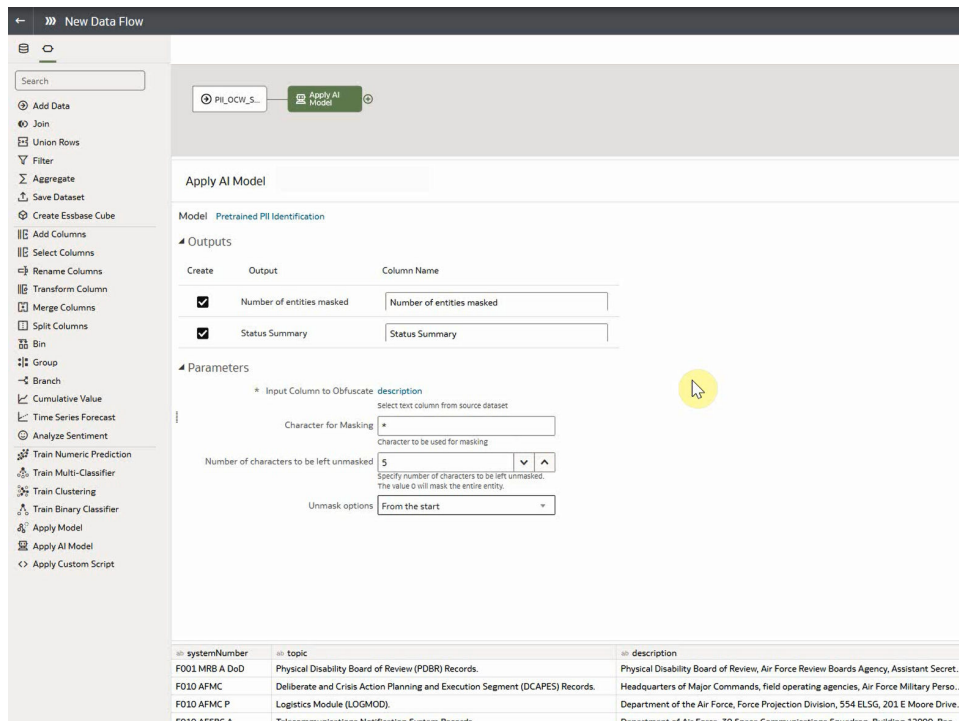 New Data Flow
Search
Add Data
Join
Union Rows
Filter
Aggregate
Save Dataset
Create Essbase Cube
Add Columns
Select Columns
Rename Columns
Transform Column
Merge Columns
Split Columns
Bin
Group
Branch
Cumulative Value
Time Series Forecast
Analyze Sentiment
Train Numeric Prediction
Train Multi-Classifier
Train Clustering
Train Binary Classifier
Apply Model
Apply AI Model
Apply Custom Script
PII_OCW_S...
Apply AI
Model
Apply AI Model
Model Pretrained PII Identification
Outputs
Create Output Column Name
Number of entities masked Number of entities masked
Status Summary Status Summary
Parameters
* Input Column to Obfuscate description
Select text column from source dataset
Character for Masking *
Character to be used for masking
Number of characters to be left unmasked 5
Specify number of characters to be left unmasked.
The value 0 will mask the entire entity.
Unmask options From the start
ab systemNumber ab topic ab description
F001 MRB A DoD Physical Disability Board of Review (PDBR) Records. Physical Disability Board of Review, Air Force Review Boards Agency, Assistant Secret...
F010 AFMC Deliberate and Crisis Action Planning and Execution Segment (DCAPES) Records. Headquarters of Major Commands, field operating agencies, Air Force Military Perso...
F010 AFMC P Logistics Module (LOGMOD). Department of the Air Force, Force Projection Division, 554 ELSG, 201 E Moore Drive...